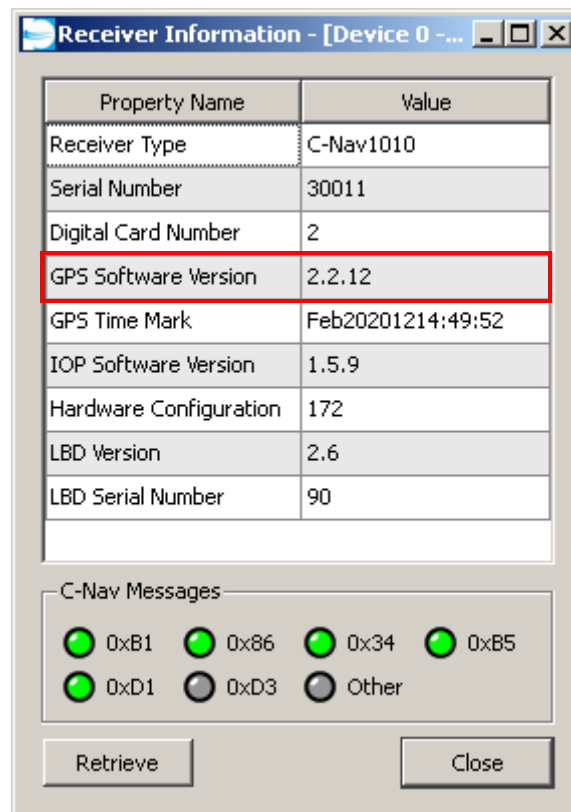 Receiver Information - [Device 0 -...
Property Name Value
Receiver Type C-Nav1010
Serial Number 30011
Digital Card Number 2
GPS Software Version 2.2.12
GPS Time Mark Feb20201214:49:52
IOP Software Version 1.5.9
Hardware Configuration 172
LBD Version 2.6
LBD Serial Number 90
C-Nav Messages
0xB1 0x86 0x34 0xB5
0xD1 0xD3 Other
Retrieve Close